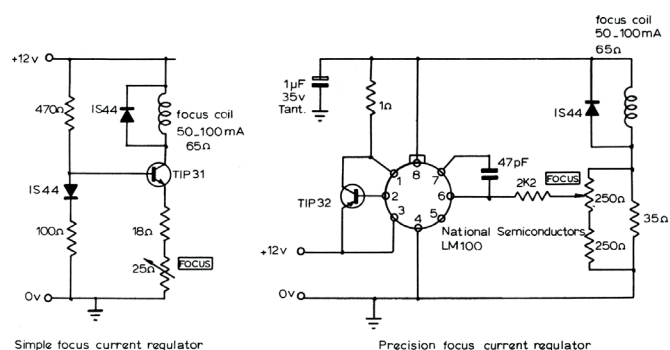 +12v
470Ω
IS44
focus coil
50_100mA
65Ω
IS44
TIP31
100Ω
18Ω
25Ω
FOCUS
0v
Simple focus current regulator
focus coil
50_100mA
65Ω
1µF
35v
Tant.
1Ω
IS44
47pF
8
1
7
2K2
FOCUS
TIP32
2
6
250Ω
3
5
35Ω
4
National Semiconductors
LM100
250Ω
+12v
0v
Precision focus current regulator